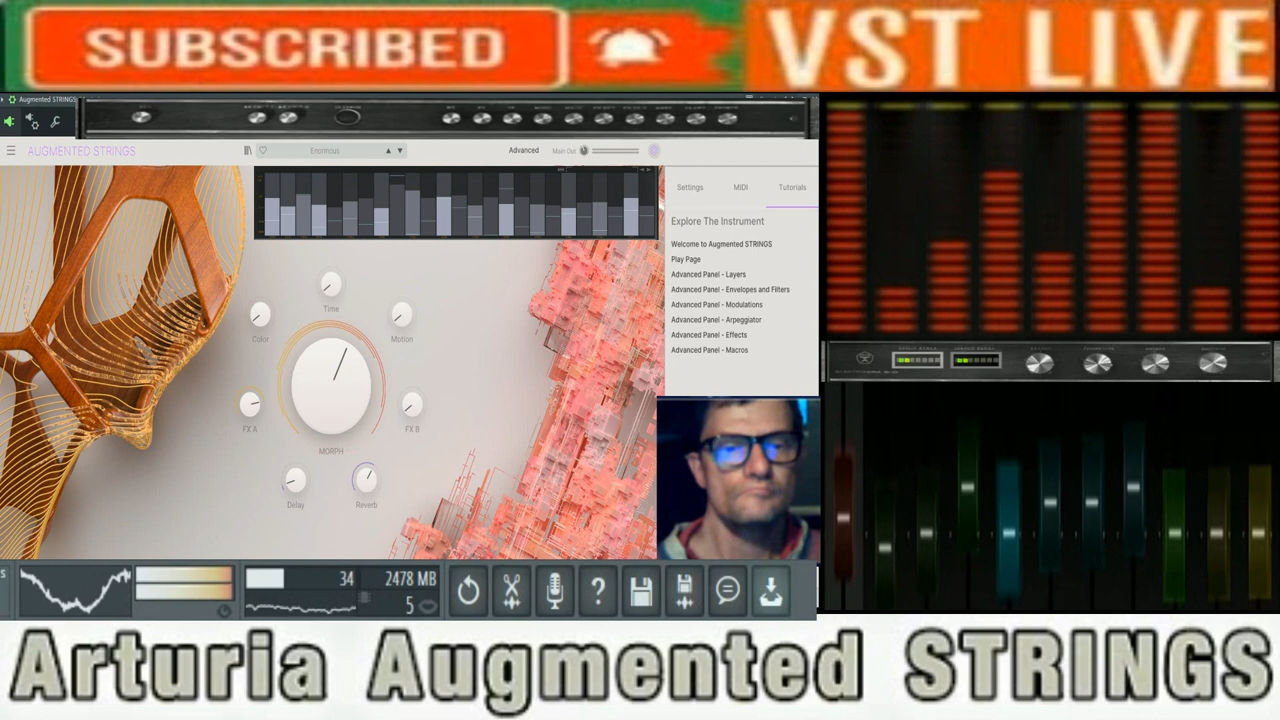 SUBSCRIBED
VST LIVE
Augmented STRINGS
AUGMENTED STRINGS
Enormous
Advanced
Main Out
Settings
MIDI
Tutorials
Explore The Instrument
Welcome to Augmented STRINGS
Play Page
Advanced Panel - Layers
Advanced Panel - Envelopes and Filters
Advanced Panel - Modulations
Advanced Panel - Arpeggiator
Advanced Panel - Effects
Advanced Panel - Macros
Time
Color
Motion
FX A
FX B
MORPH
Delay
Reverb
34
2478 MB
5
?
Arturia Augmented STRINGS